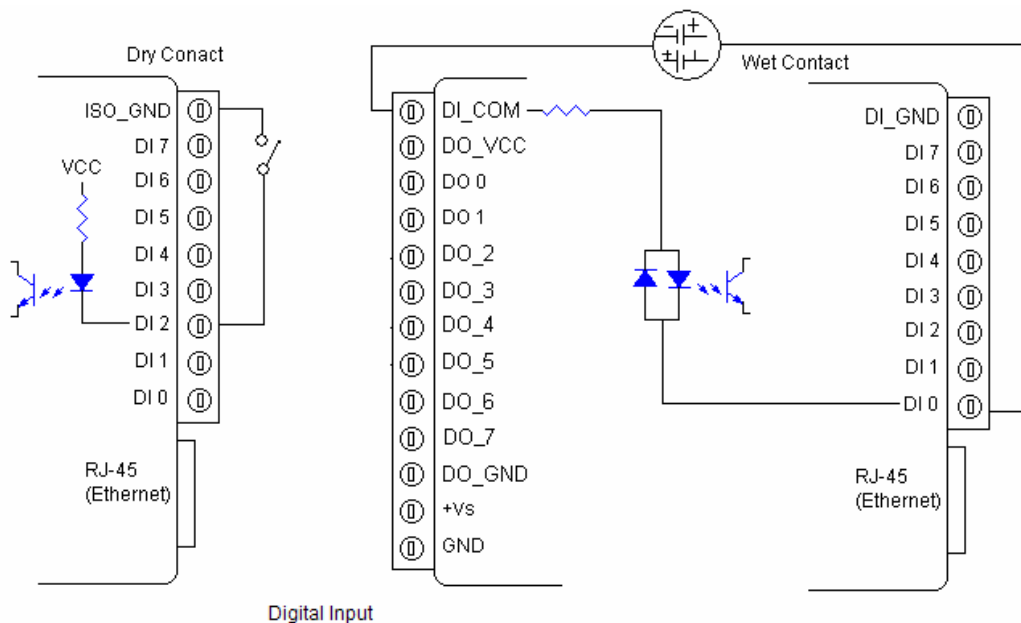 Dry Conact
ISO_GND
DI 7
DI 6
DI 5
DI 4
DI 3
DI 2
DI 1
DI 0
VCC
RJ-45
(Ethernet)
DI_COM
DO_VCC
DO 0
DO 1
DO_2
DO_3
DO_4
DO_5
DO_6
DO_7
DO_GND
+Vs
GND
- +
+ -
Wet Contact
DI_GND
DI 7
DI 6
DI 5
DI 4
DI 3
DI 2
DI 1
DI 0
RJ-45
(Ethernet)
Digital Input